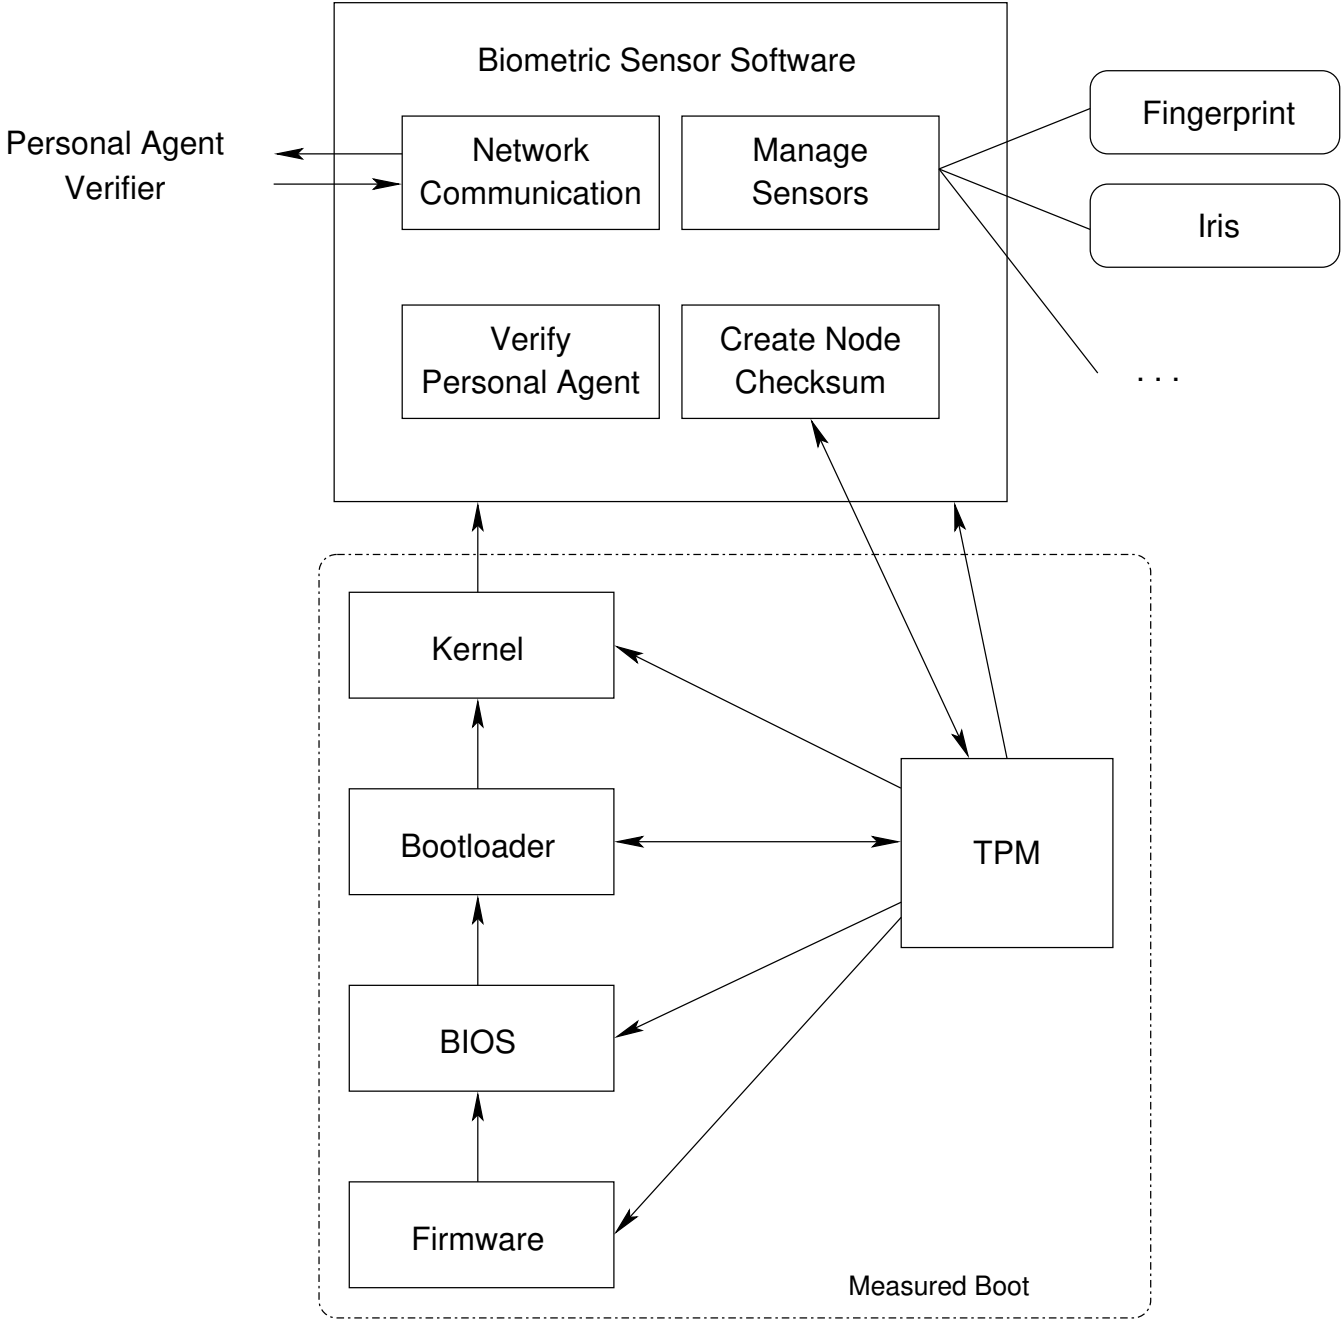 Biometric Sensor Software
Personal Agent
Verifier
Network
Communication
Manage
Sensors
Fingerprint
Iris
Verify
Personal Agent
Create Node
Checksum
. . .
Kernel
Bootloader
TPM
BIOS
Firmware
Measured Boot